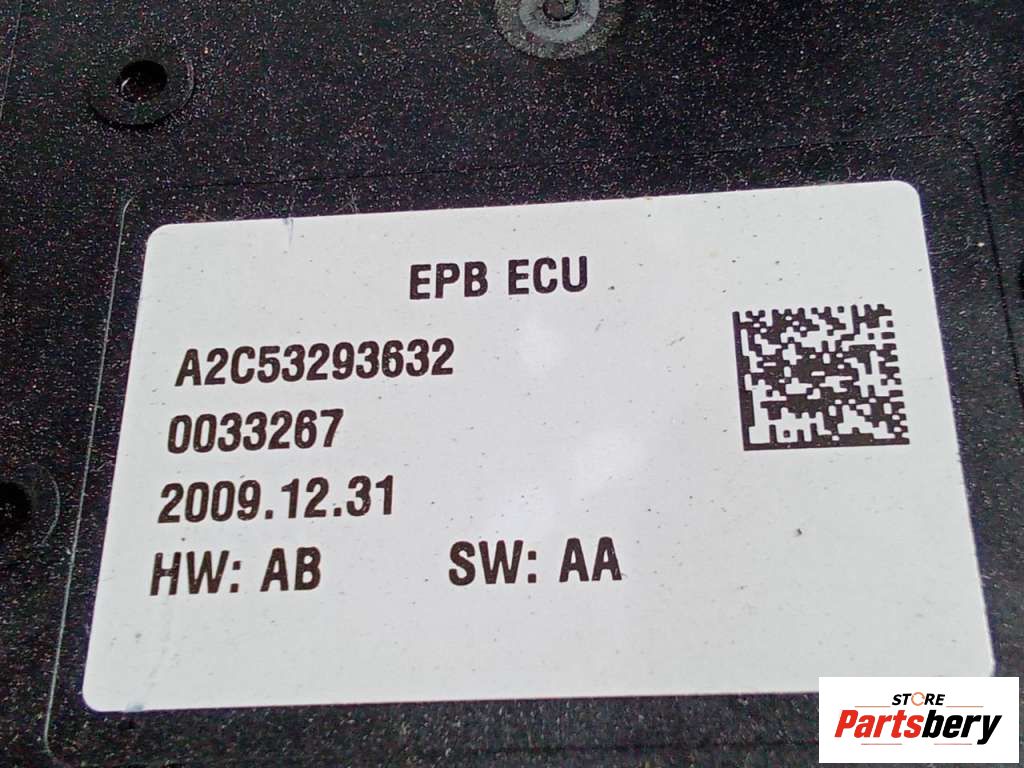 EPB ECU
A2C53293632
0033267
2009.12.31
HW: AB SW: AA
STORE
Partsbery